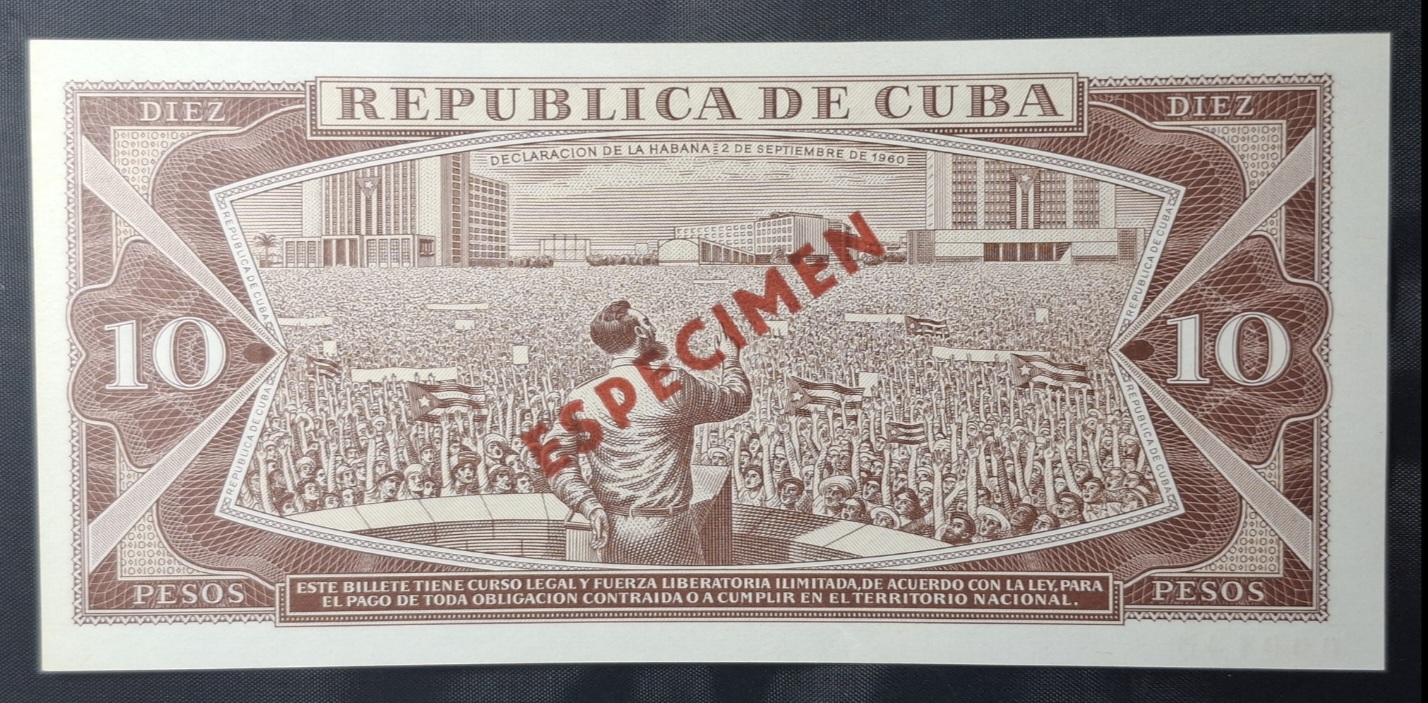 REPUBLICA DE CUBA
DIEZ
DIEZ
DECLARACION DE LA HABANA 2 DE SEPTIEMBRE DE 1960
REPUBLICA DE CUBA
REPUBLICA DE CUBA
ESPECIMEN
10
10
REPUBLICA DE CUBA
REPUBLICA DE CUBA
PESOS
PESOS
ESTE BILLETE TIENE CURSO LEGAL Y FUERZA LIBERATORIA ILIMITADA, DE ACUERDO CON LA LEY, PARA
EL PAGO DE TODA OBLIGACION CONTRAIDA O A CUMPLIR EN EL TERRITORIO NACIONAL.